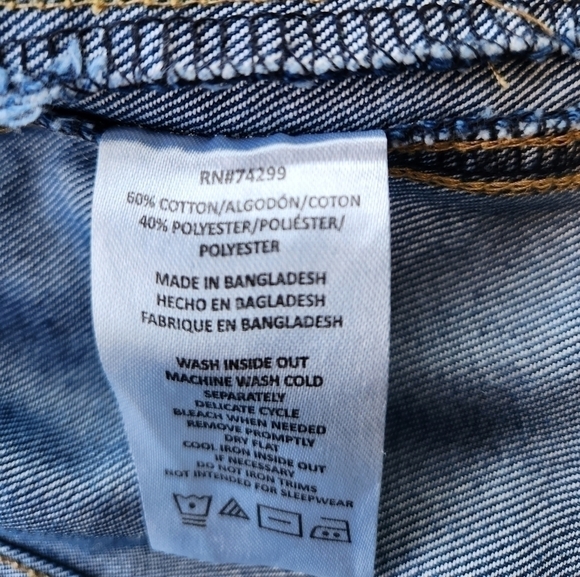 RN#74299
60% COTTON/ALGODÓN/COTON
40% POLYESTER/POLIÉSTER/
POLYESTER
MADE IN BANGLADESH
HECHO EN BAGLADESH
FABRIQUE EN BANGLADESH
WASH INSIDE OUT
MACHINE WASH COLD
SEPARATELY
DELICATE CYCLE
BLEACH WHEN NEEDED
REMOVE PROMPTLY
DRY FLAT
COOL IRON INSIDE OUT
IF NECESSARY
DO NOT IRON TRIMS
NOT INTENDED FOR SLEEPWEAR